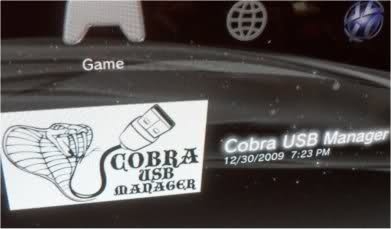 Game
COBRA
USB
MANAGER
Cobra USB Manager
12/30/2009 7:23 PM